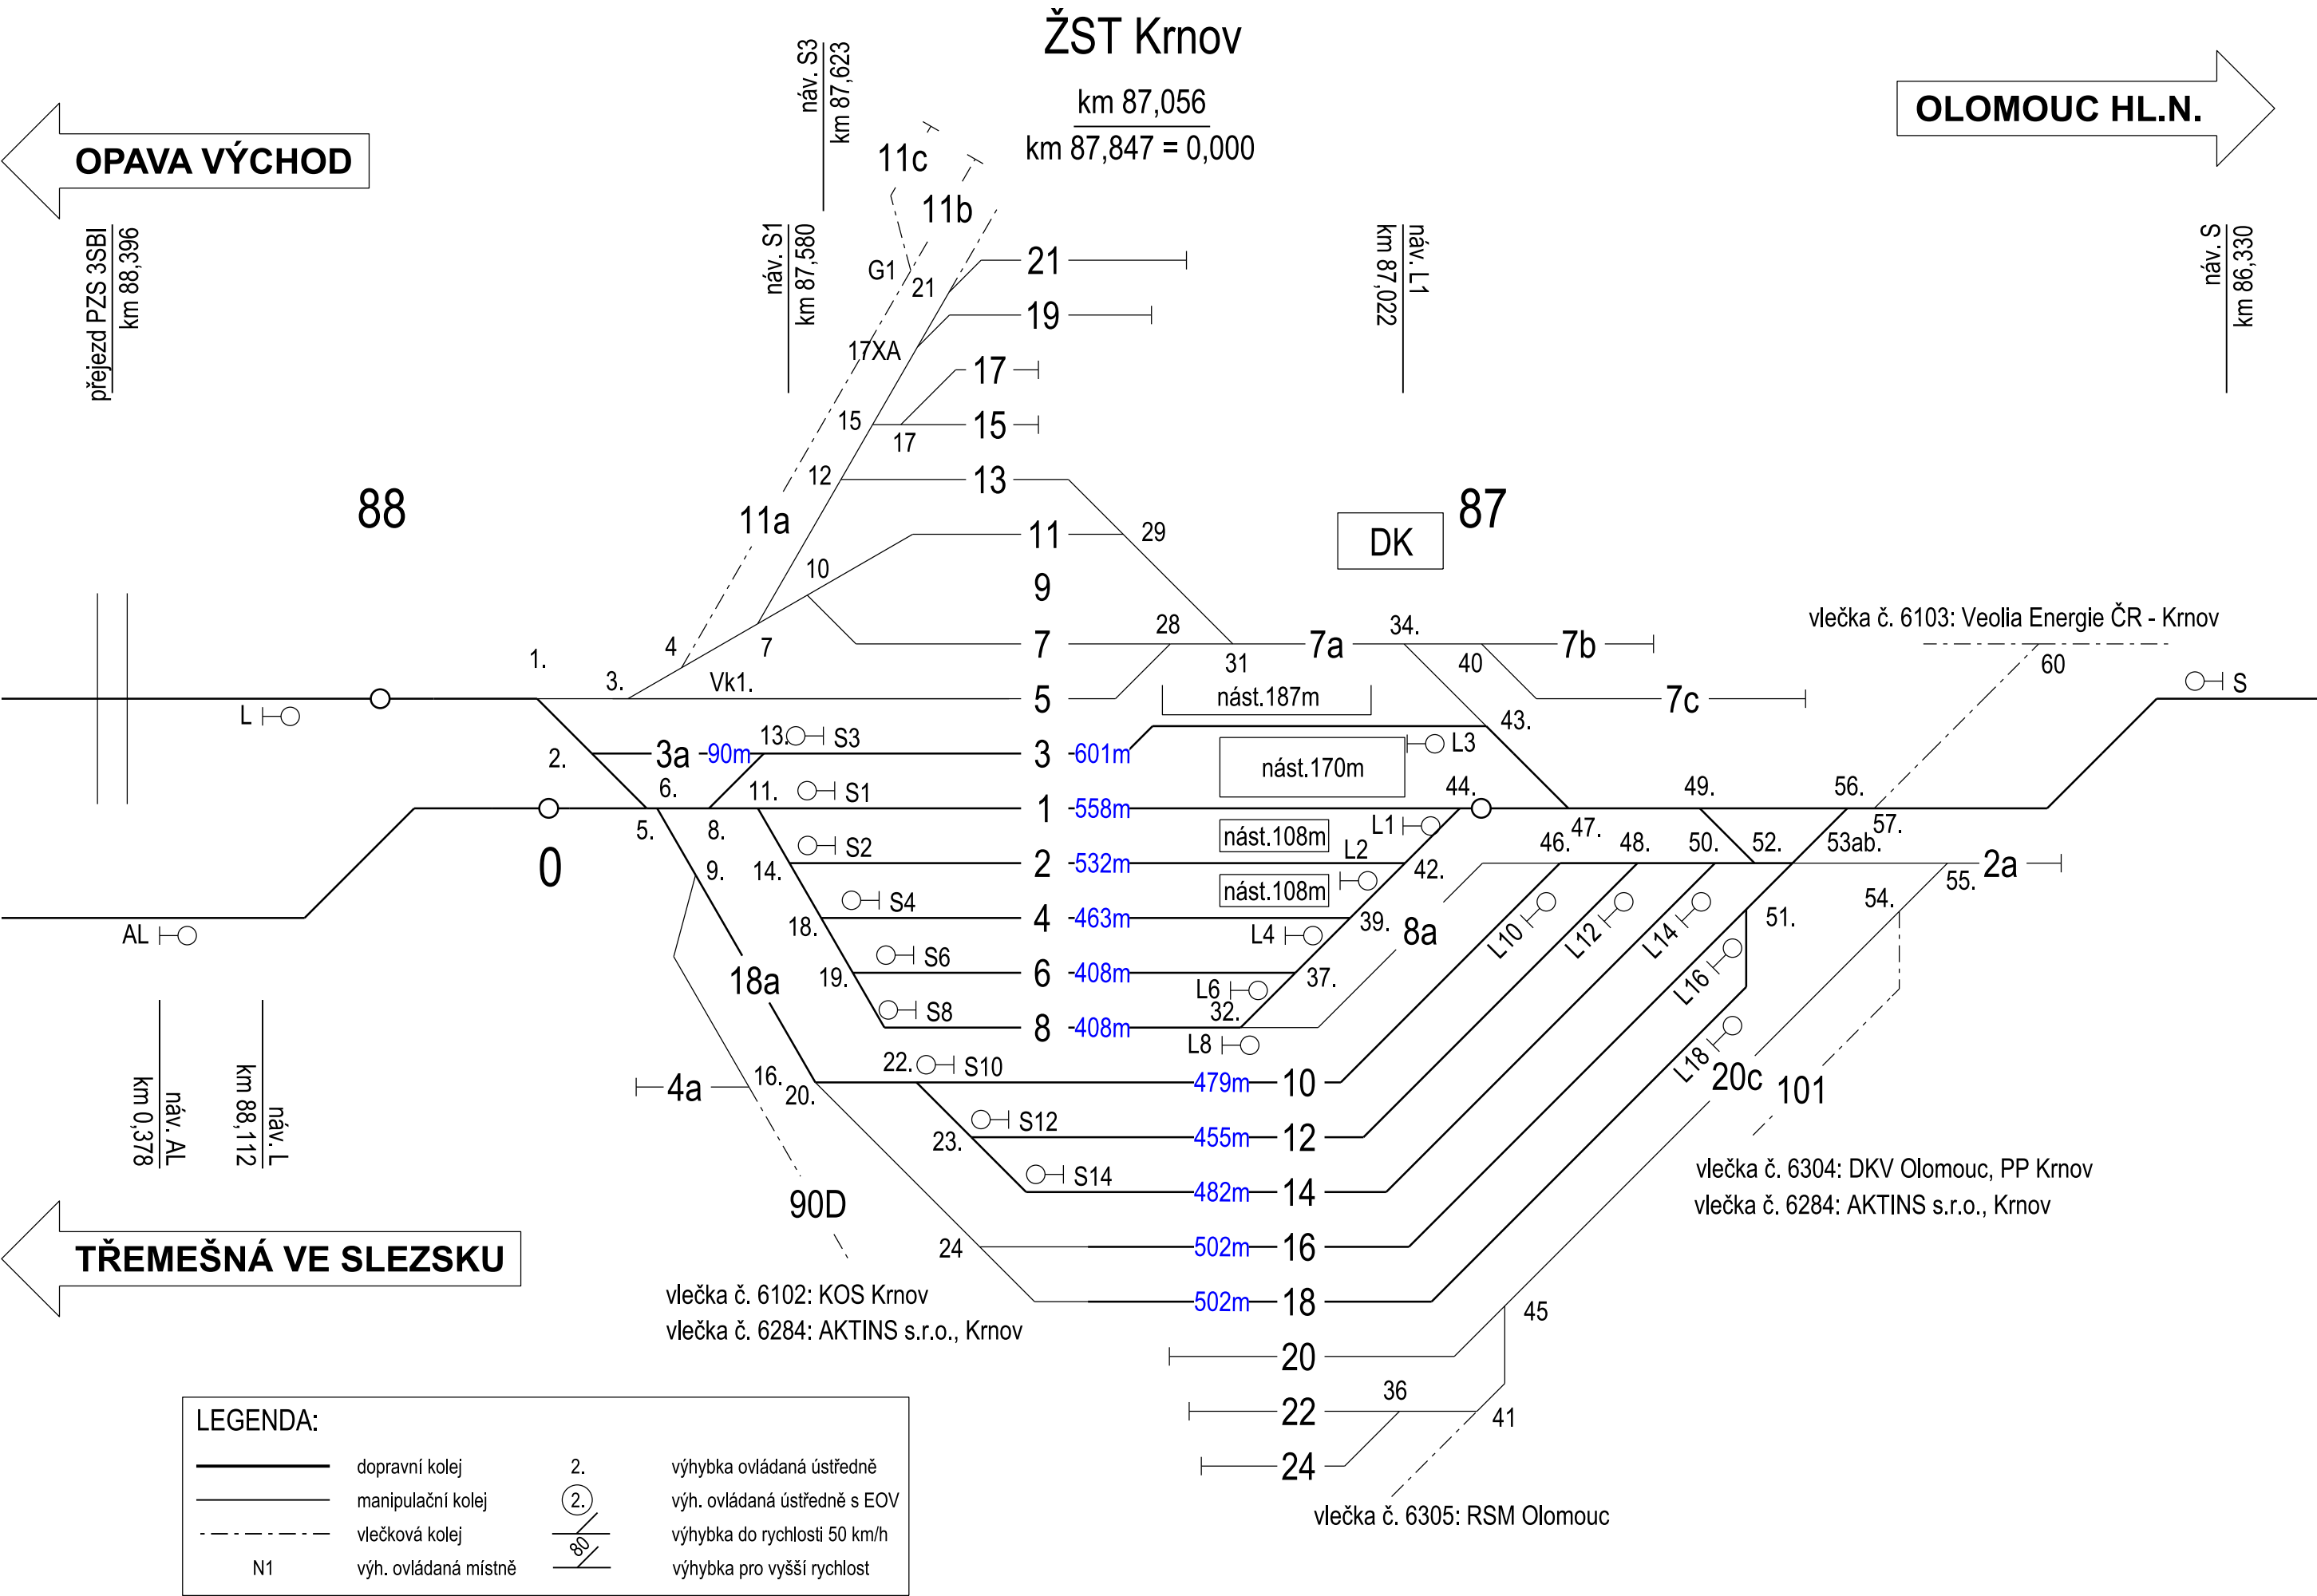 ŽST Krnov
km 87,056
km 87,847 = 0,000
OPAVA VÝCHOD
OLOMOUC HL.N.
přejezd PZS 3SBI
km 88,396
náv. S3
km 87,623
náv. S1
km 87,580
náv. L1
km 87,022
náv. S
km 86,330
11c
11b
G1
21
21
19
17XA
17
15
15
17
12
13
88
87
11a
DK
11
29
10
9
vlečka č. 6103: Veolia Energie ČR - Krnov
4
7
7
28
31
7a
34.
40
7b
60
1.
3.
Vk1.
5
nást.187m
7c
S
L
2.
3a
90m
13.
S3
3
601m
43.
L3
nást.170m
6.
11.
S1
1
558m
44.
49.
56.
5.
8.
L1
47.
57.
0
9.
14.
S2
2
532m
nást.108m
L2
42.
46.
48.
50.
52.
53ab.
2a
55.
18.
S4
4
463m
nást.108m
39.
8a
L10
L12
L14
51.
54.
AL
L4
18a
19.
S6
6
408m
L6
37.
L16
S8
8
408m
32.
L8
L18
4a
16.
20.
22.
S10
479m
10
20c
101
náv. AL
km 0,378
náv. L
km 88,112
23.
S12
455m
12
90D
S14
482m
14
vlečka č. 6304: DKV Olomouc, PP Krnov
vlečka č. 6284: AKTINS s.r.o., Krnov
TŘEMEŠNÁ VE SLEZSKU
24
502m
16
vlečka č. 6102: KOS Krnov
vlečka č. 6284: AKTINS s.r.o., Krnov
502m
18
45
20
36
22
41
24
vlečka č. 6305: RSM Olomouc
LEGENDA:
dopravní kolej
2.
výhybka ovládaná ústředně
manipulační kolej
2.
výh. ovládaná ústředně s EOV
vlečková kolej
výhybka do rychlosti 50 km/h
N1
výh. ovládaná místně
80
výhybka pro vyšší rychlost